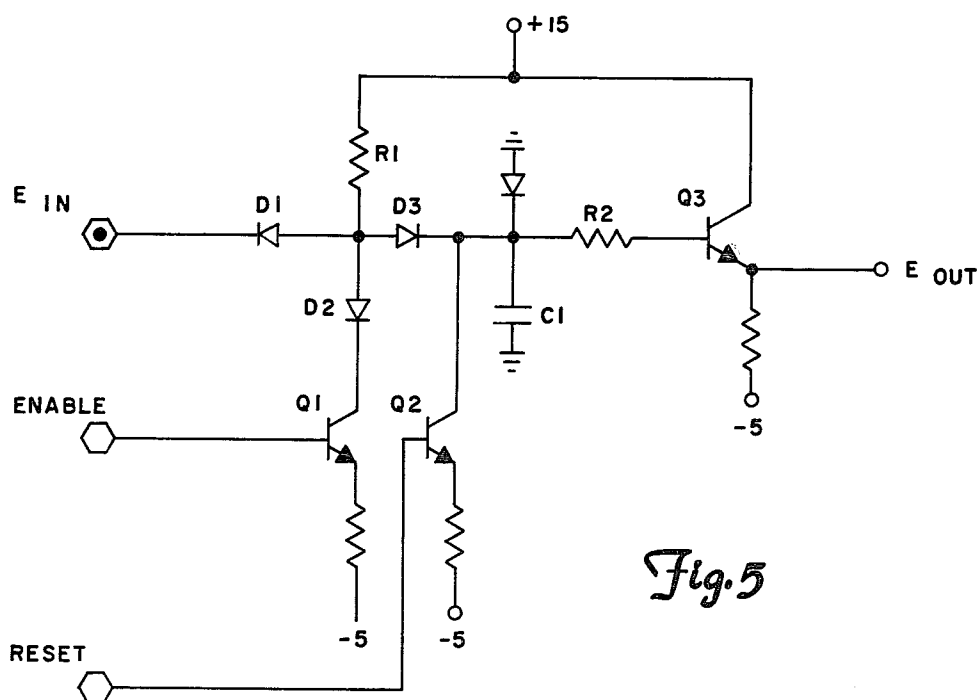 +15
R1
E IN
D1
D3
R2
Q3
E OUT
D2
C1
-5
ENABLE
Q1
Q2
Fig. 5
-5
-5
RESET